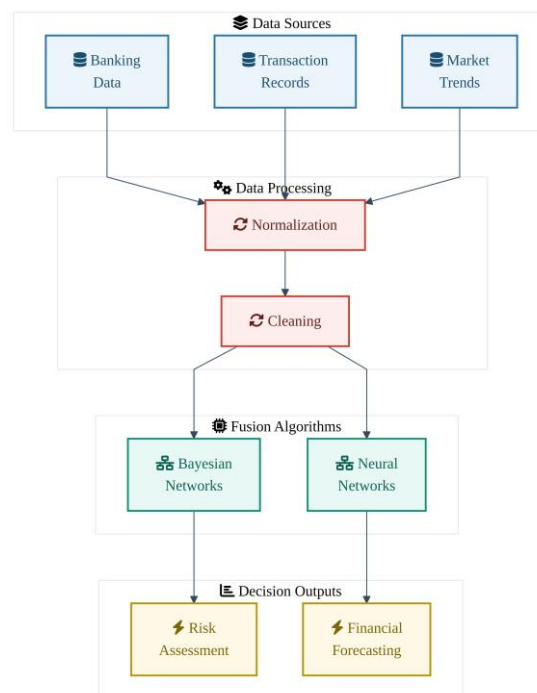 Data Sources
Banking
Data
Transaction
Records
Market
Trends
Data Processing
Normalization
Cleaning
Fusion Algorithms
Bayesian
Networks
Neural
Networks
Decision Outputs
Risk
Assessment
Financial
Forecasting